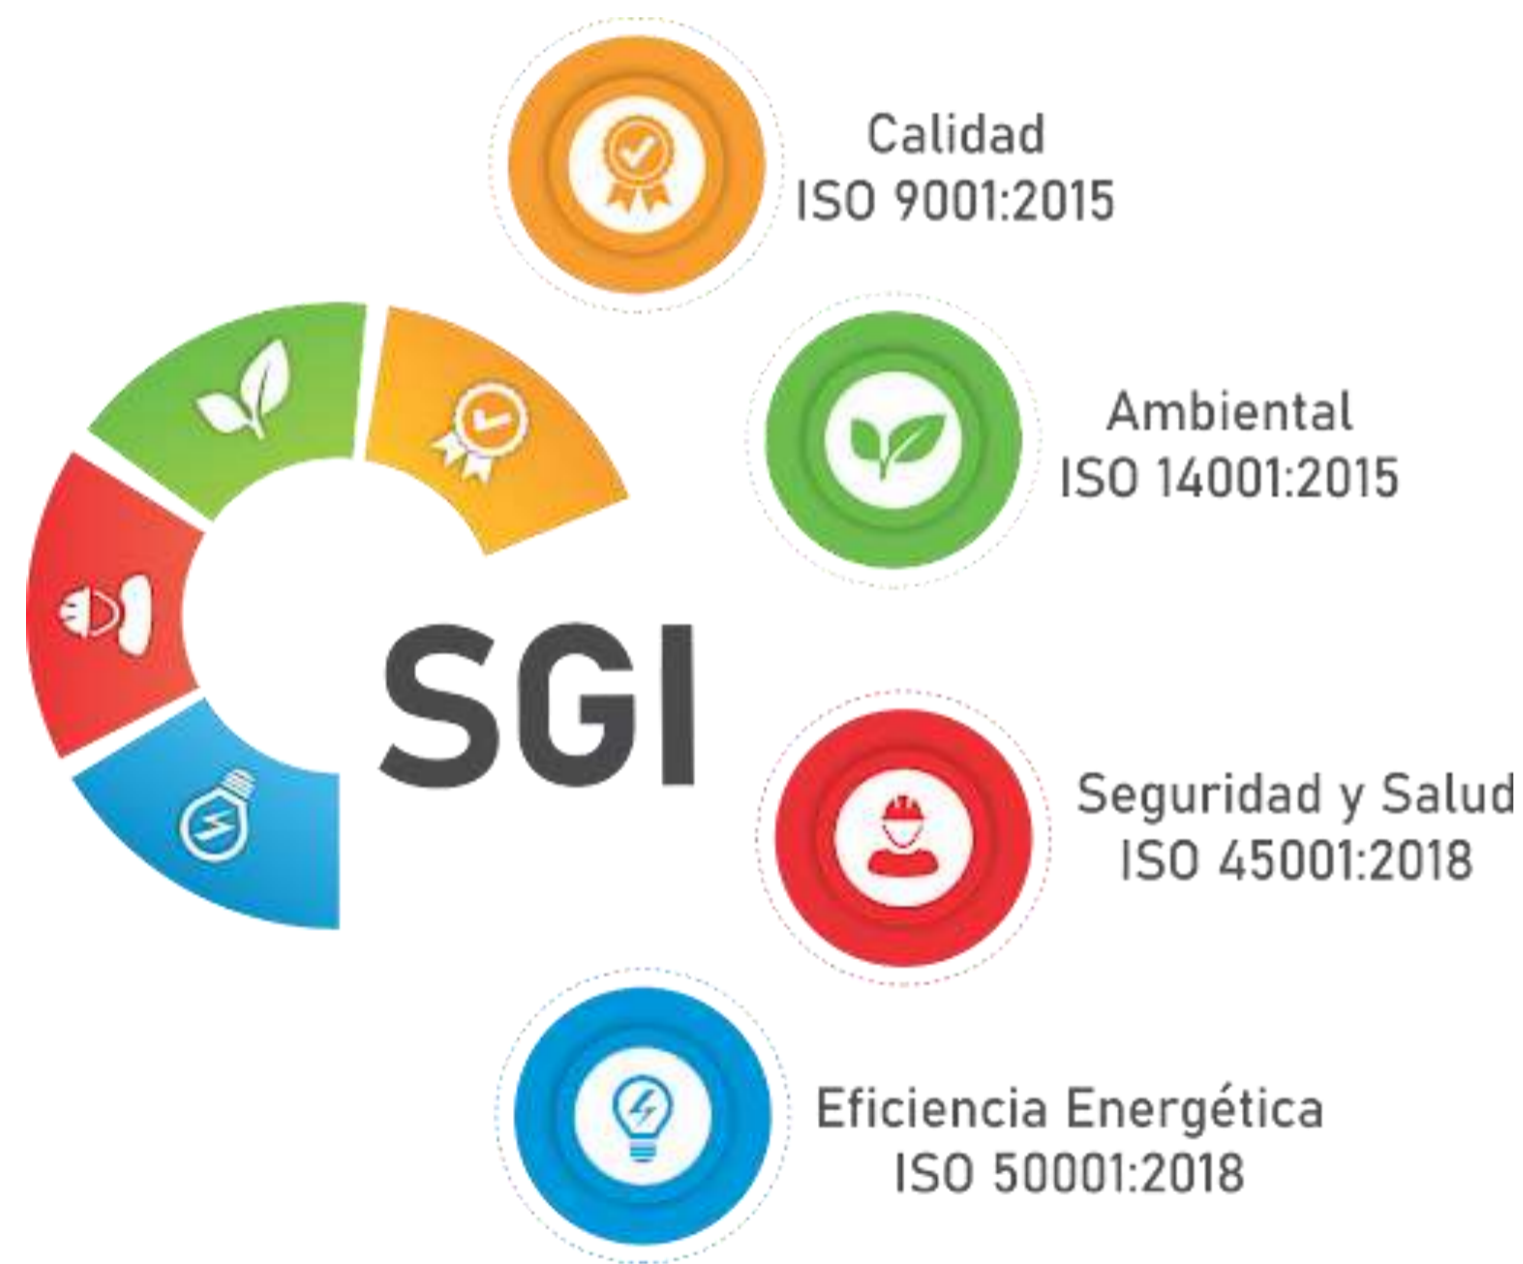 Calidad
ISO 9001:2015
Ambiental
ISO 14001:2015
SGI
Seguridad y Salud
ISO 45001:2018
Eficiencia Energética
ISO 50001:2018